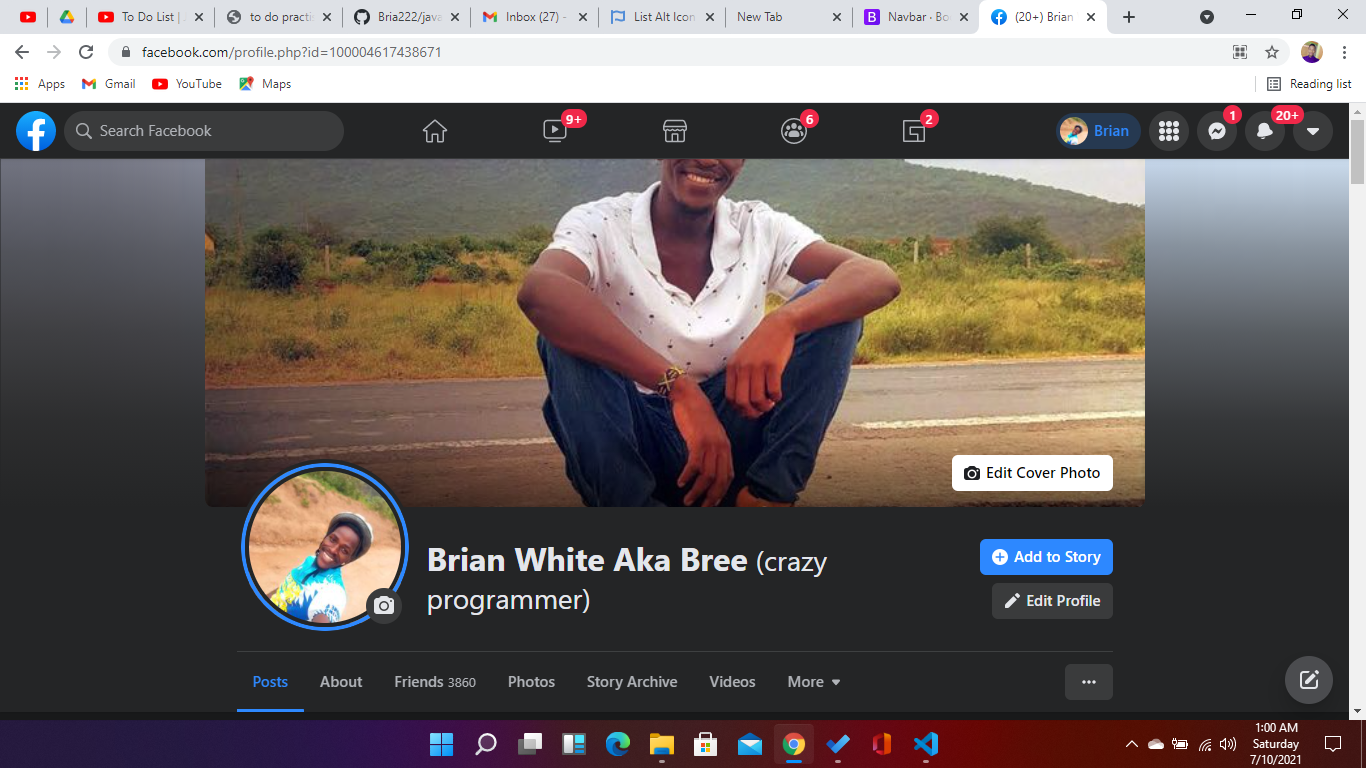 To Do List |
to do practis
Bria222/java
Inbox (27) -
List Alt Icon
New Tab
Navbar · Bo
(20+) Brian
facebook.com/profile.php?id=100004617438671
Apps
Gmail
YouTube
Maps
Reading list
Search Facebook
9+
6
2
Brian
1
20+
Edit Cover Photo
Brian White Aka Bree (crazy
programmer)
Add to Story
Edit Profile
Posts
About
Friends 3860
Photos
Story Archive
Videos
More
1:00 AM
Saturday
7/10/2021